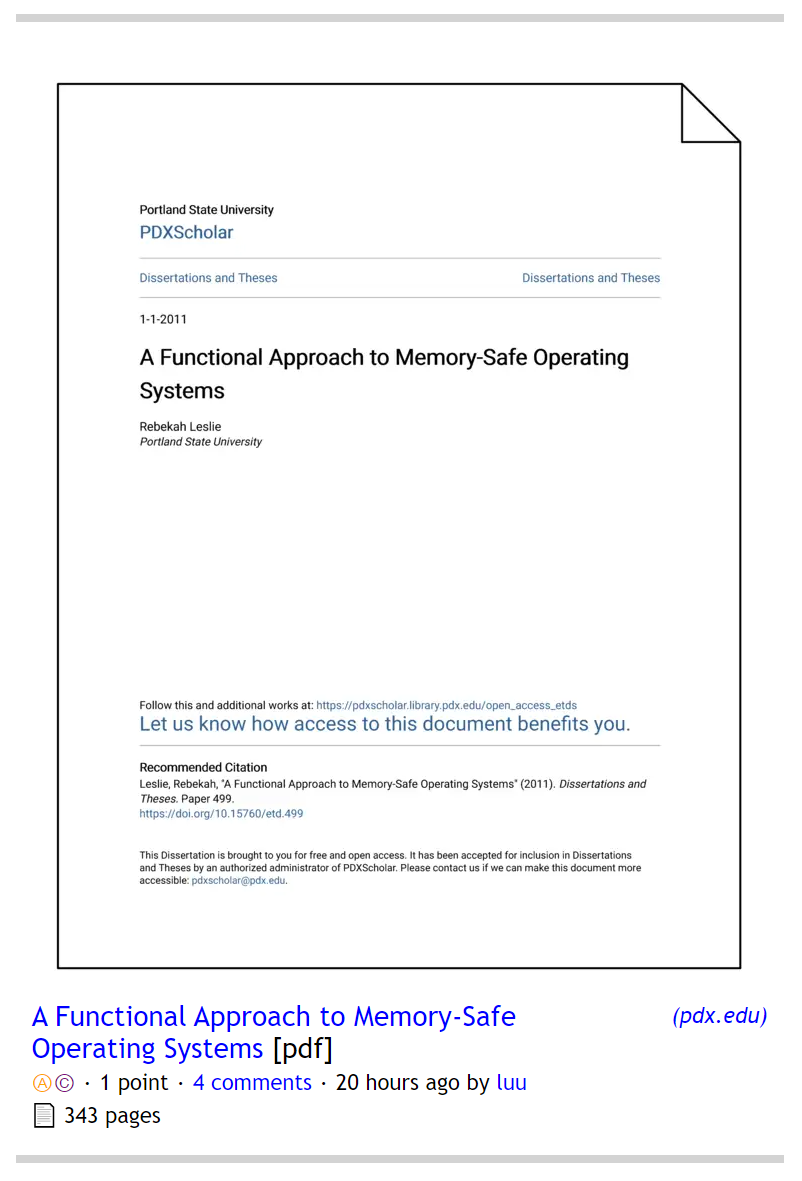 Portland State University
PDXScholar
Dissertations and Theses Dissertations and Theses
1-1-2011
A Functional Approach to Memory-Safe Operating
Systems
Rebekah Leslie
Portland State University
Follow this and additional works at: https://pdxscholar.library.pdx.edu/open_access_etds
Let us know how access to this document benefits you.
Recommended Citation
Leslie, Rebekah, "A Functional Approach to Memory-Safe Operating Systems" (2011). Dissertations and
Theses. Paper 499.
https://doi.org/10.15760/etd.499
This Dissertation is brought to you for free and open access. It has been accepted for inclusion in Dissertations
and Theses by an authorized administrator of PDXScholar. Please contact us if we can make this document more
accessible: pdxscholar@pdx.edu.
A Functional Approach to Memory-Safe (pdx.edu)
Operating Systems [pdf]
Ⓐ Ⓒ · 1 point · 4 comments · 20 hours ago by luu
343 pages